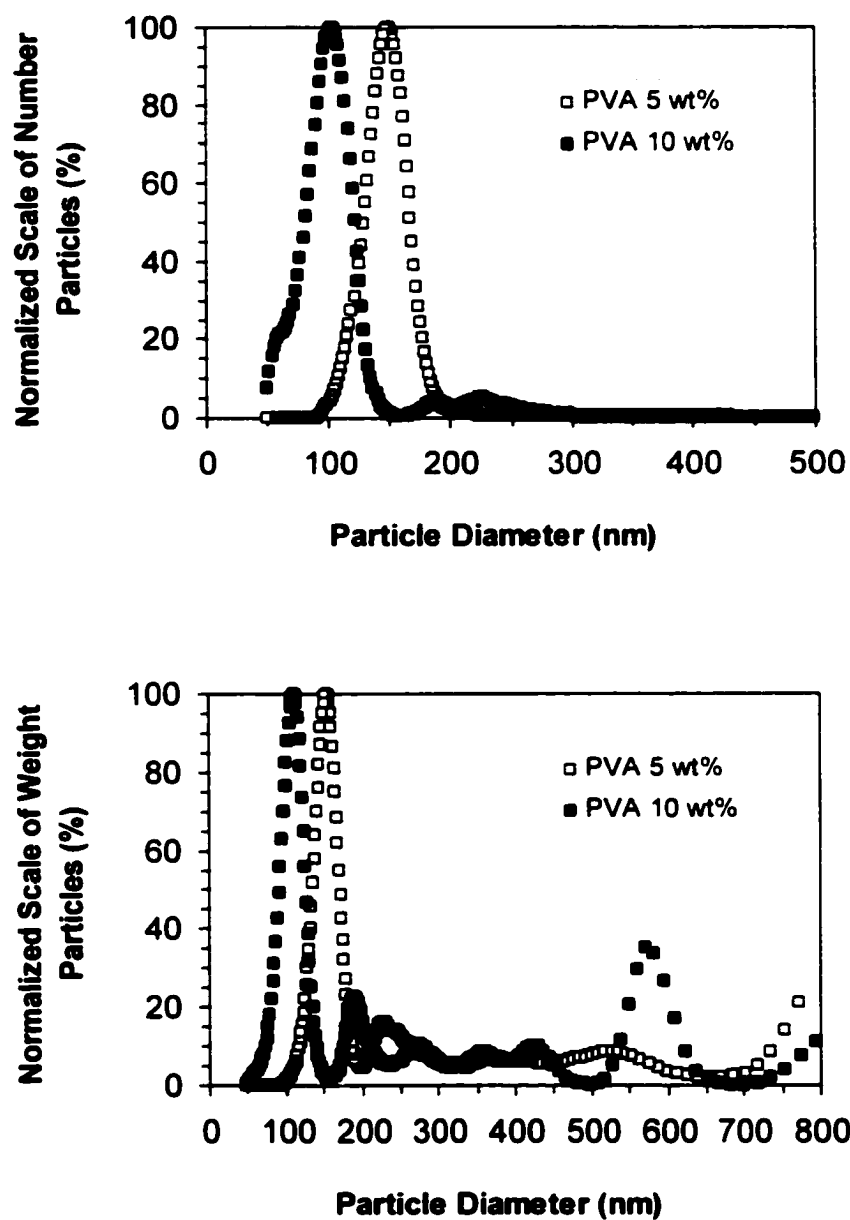 Normalized Scale of Number
Particles (%)
100
80
60
40
20
0
PVA 5 wt%
PVA 10 wt%
0 100 200 300 400 500
Particle Diameter (nm)
Normalized Scale of Weight
Particles (%)
100
80
60
40
20
0
PVA 5 wt%
PVA 10 wt%
0 100 200 300 400 500 600 700 800
Particle Diameter (nm)